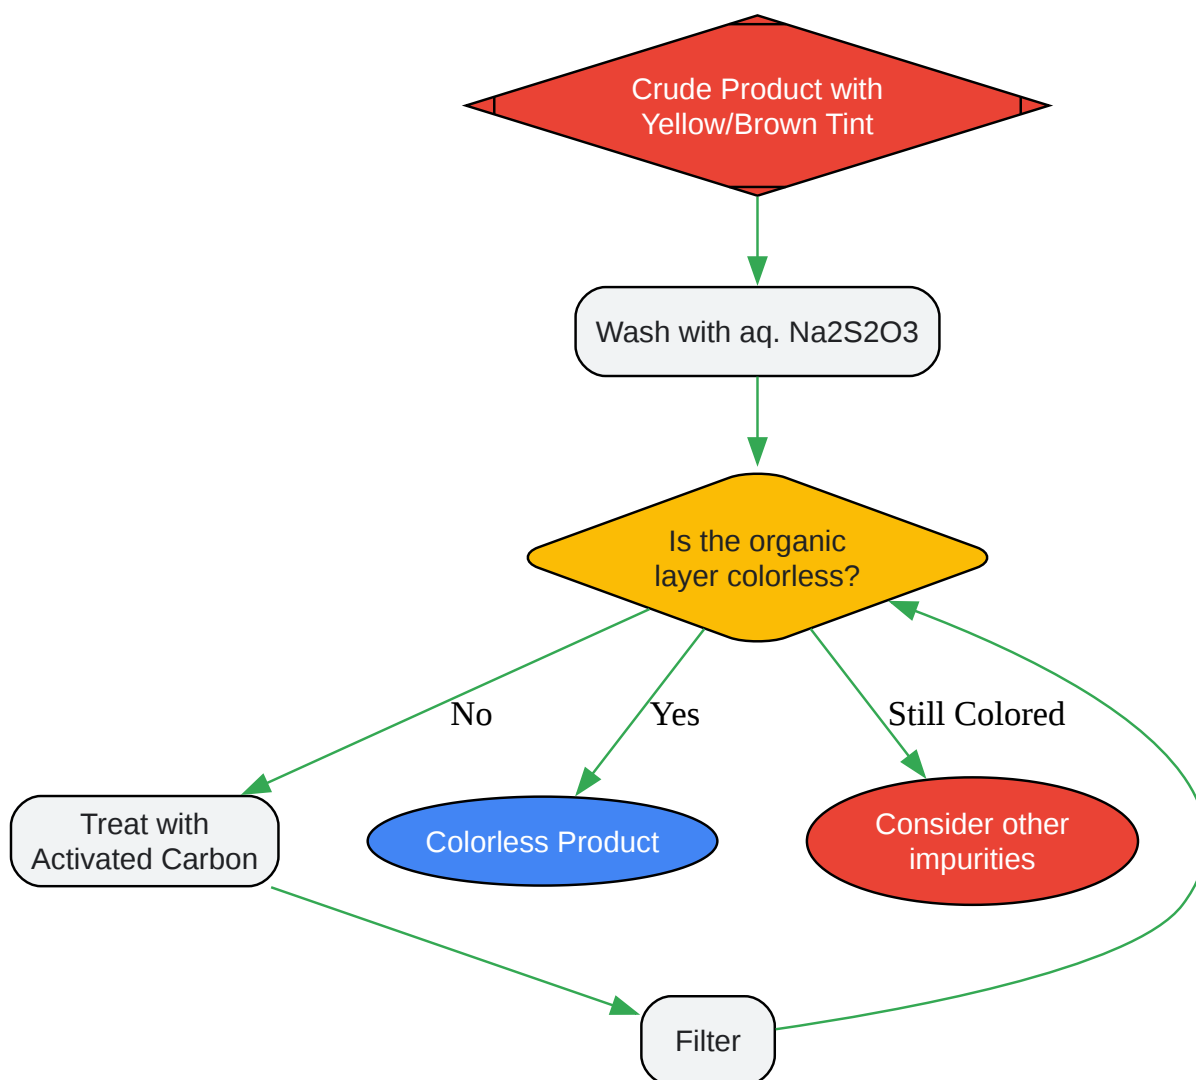 Crude Product with
Yellow/Brown Tint
Wash with aq. Na2S2O3
Is the organic
layer colorless?
No
Yes
Still Colored
Treat with
Activated Carbon
Colorless Product
Consider other
impurities
Filter